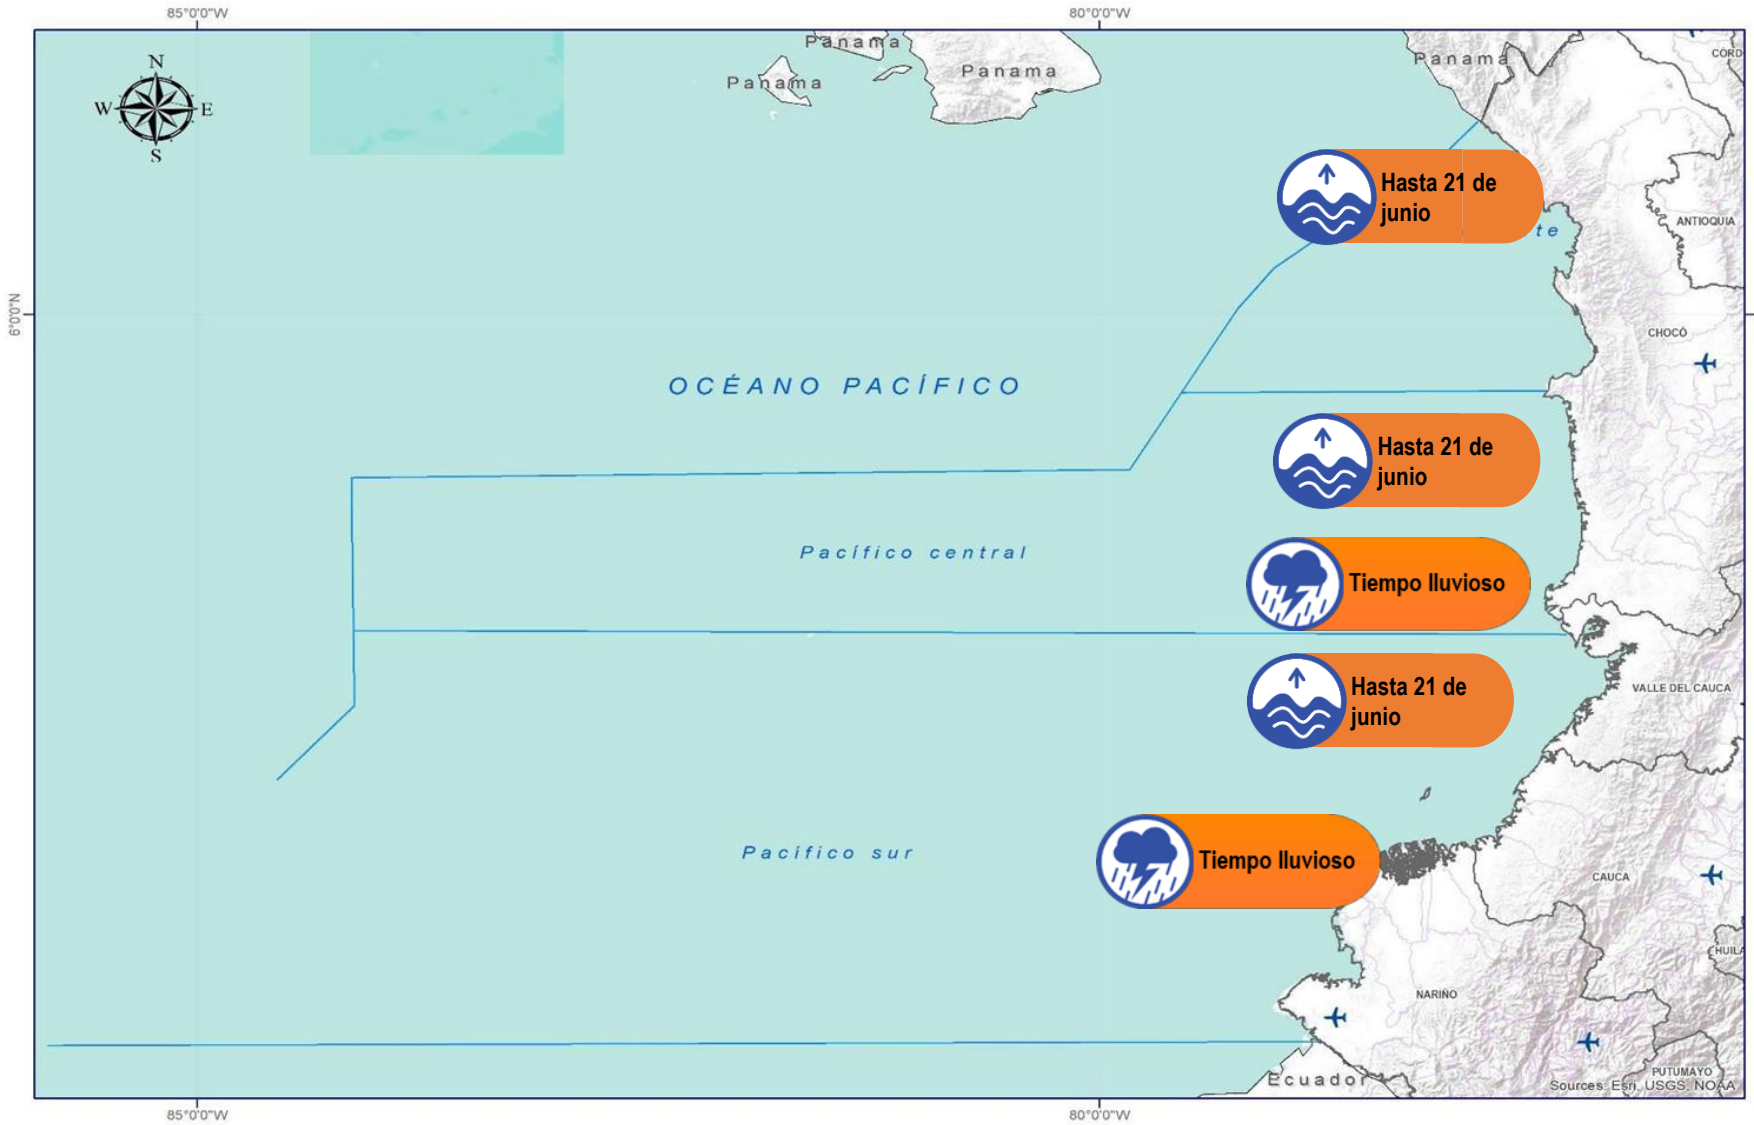 85°0'0"W
80°0'0"W
N
W
E
S
Panama
Panama
Panama
Panama
CORD
Hasta 21 de
junio
te
ANTIOQUIA
6°0'0"N
CHOCÓ
OCÉANO PACÍFICO
Hasta 21 de
junio
Pacífico central
Tiempo lluvioso
Hasta 21 de
junio
VALLE DEL CAUCA
Pacífico sur
Tiempo lluvioso
CAUCA
HUILA
NARIÑO
Ecuador
PUTUMAYO
Sources: Esri, USGS, NOAA
85°0'0"W
80°0'0"W